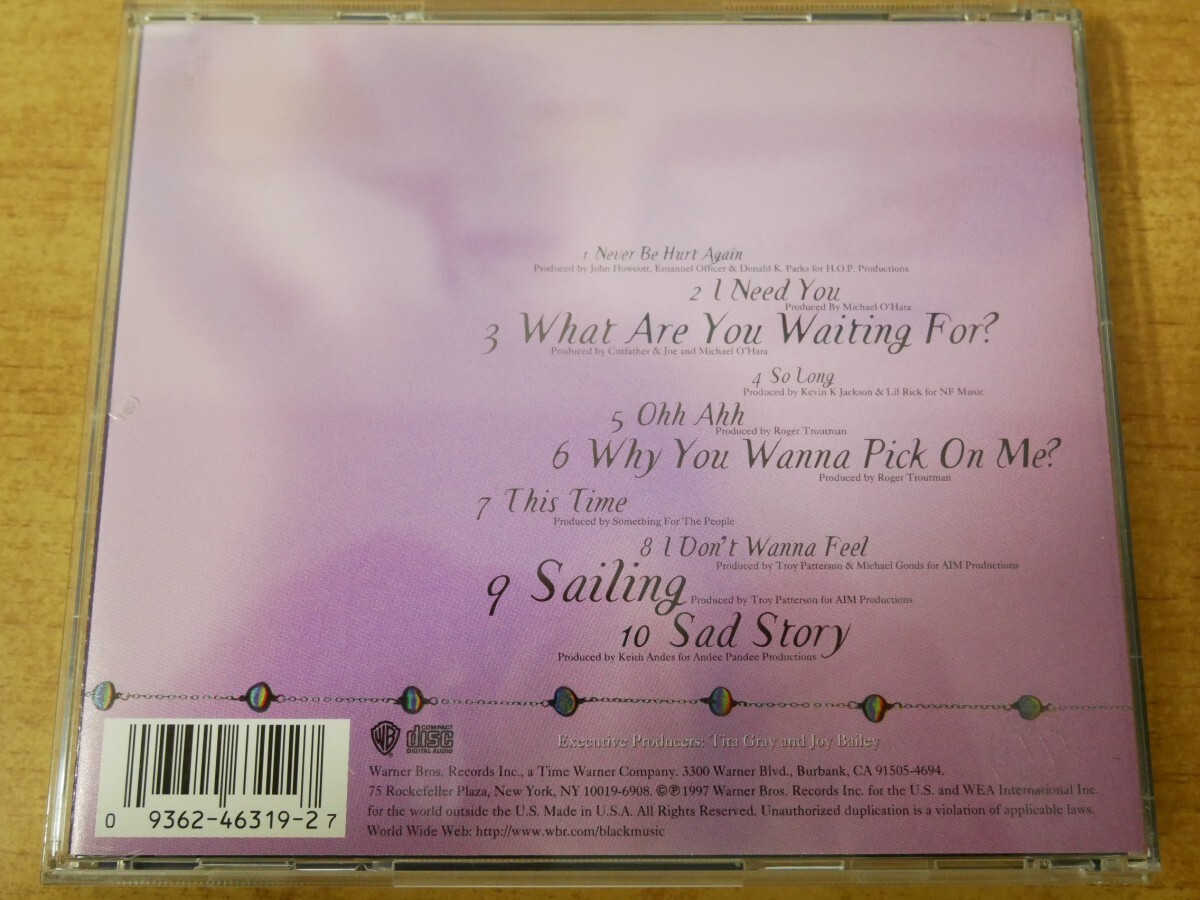 1 Never Be Hurt Again
Produced by John Howcott, Emanuel Officer & Donald K. Parks for H.O.P. Productions
2 I Need You
Produced By Michael O'Hara
3 What Are You Waiting For?
Produced by Cutfather & Joe and Michael O'Hara
4 So Long
Produced by Kevin K Jackson & Lil Rick for NF Music
5 Ohh Ahh
Produced by Roger Troutman
6 Why You Wanna Pick On Me?
Produced by Roger Troutman
7 This Time
Produced by Something For The People
8 I Don't Wanna Feel
Produced by Troy Patterson & Michael Goods for AIM Productions
9 Sailing
Produced by Troy Patterson for AIM Productions
10 Sad Story
Produced by Keith Andes for Andee Pandee Productions
WB
COMPACT
disc
DIGITAL AUDIO
Executive Producers: Tita Gray and Joy Bailey
Warner Bros. Records Inc., a Time Warner Company. 3300 Warner Blvd., Burbank, CA 91505-4694.
75 Rockefeller Plaza, New York, NY 10019-6908. ©℗1997 Warner Bros. Records Inc. for the U.S. and WEA International Inc.
for the world outside the U.S. Made in U.S.A. All Rights Reserved. Unauthorized duplication is a violation of applicable laws.
World Wide Web: http://www.wbr.com/blackmusic
0 9362-46319-2 7